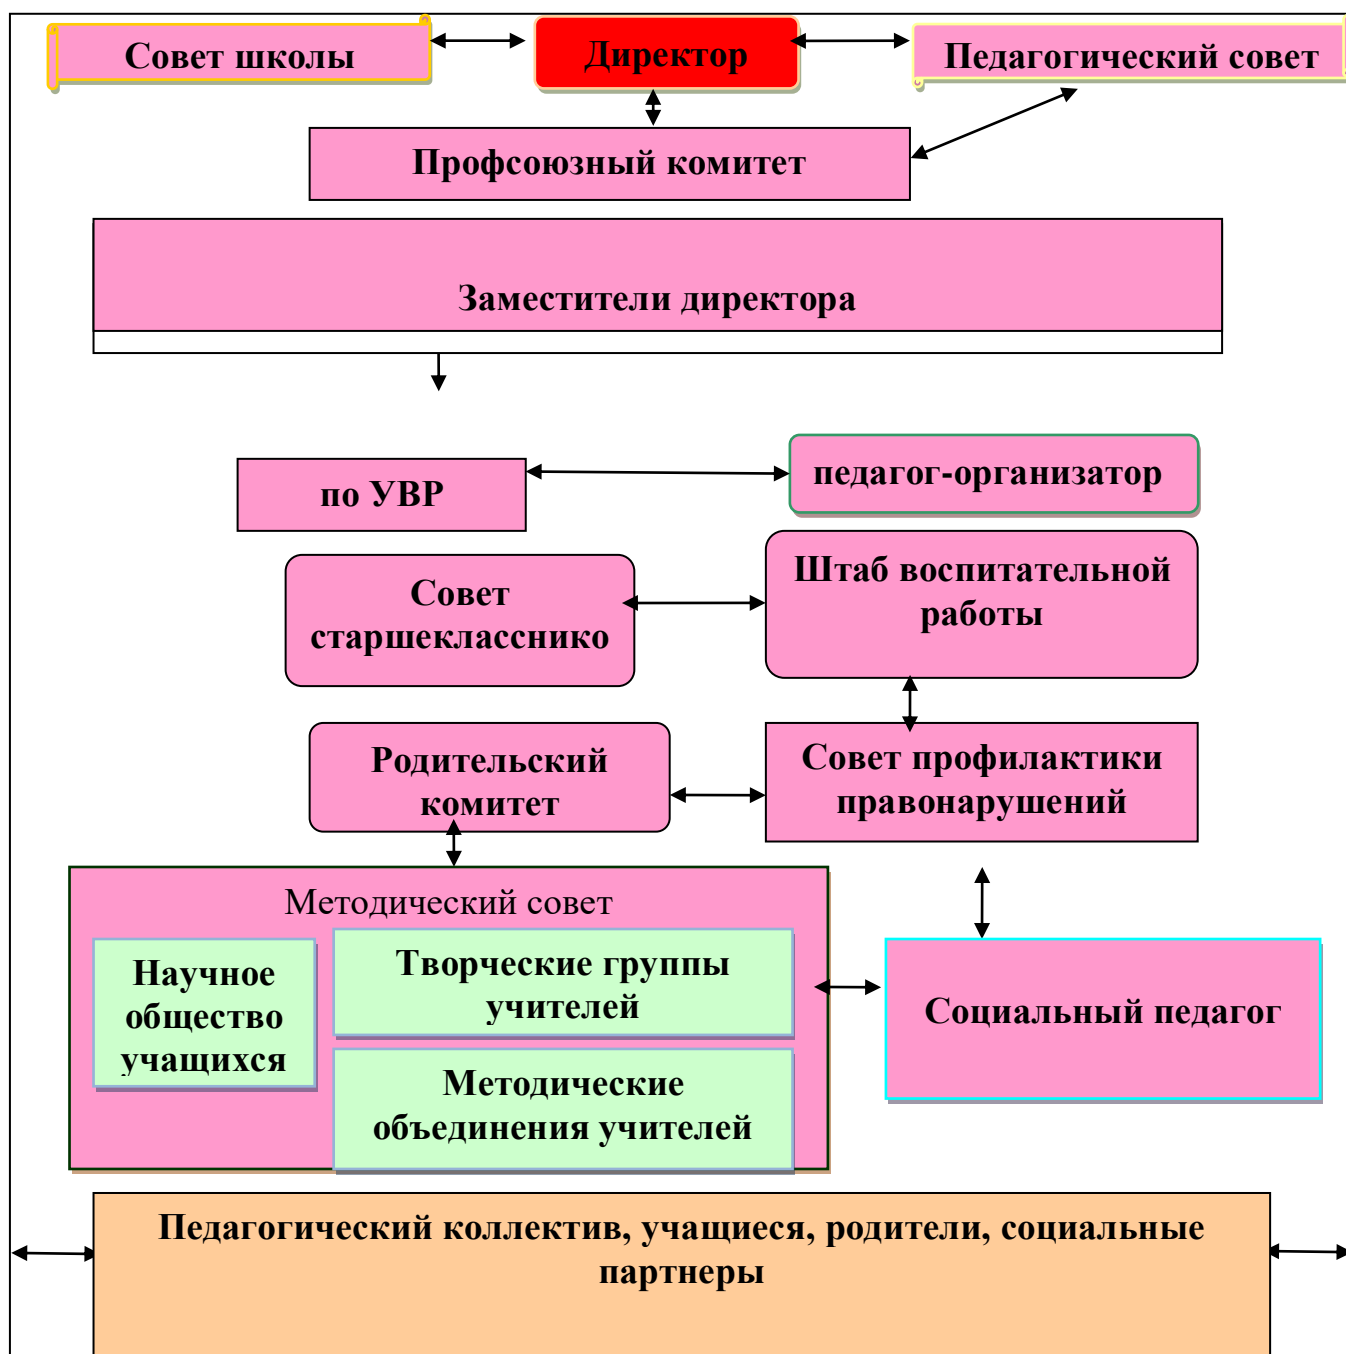 Совет школы
Директор
Педагогический совет
Профсоюзный комитет
Заместители директора
по УВР
педагог-организатор
Совет
старшекласснико
Штаб воспитательной
работы
Родительский
комитет
Совет профилактики
правонарушений
Методический совет
Научное
общество
учащихся
Творческие группы
учителей
Методические
объединения учителей
Социальный педагог
Педагогический коллектив, учащиеся, родители, социальные
партнеры